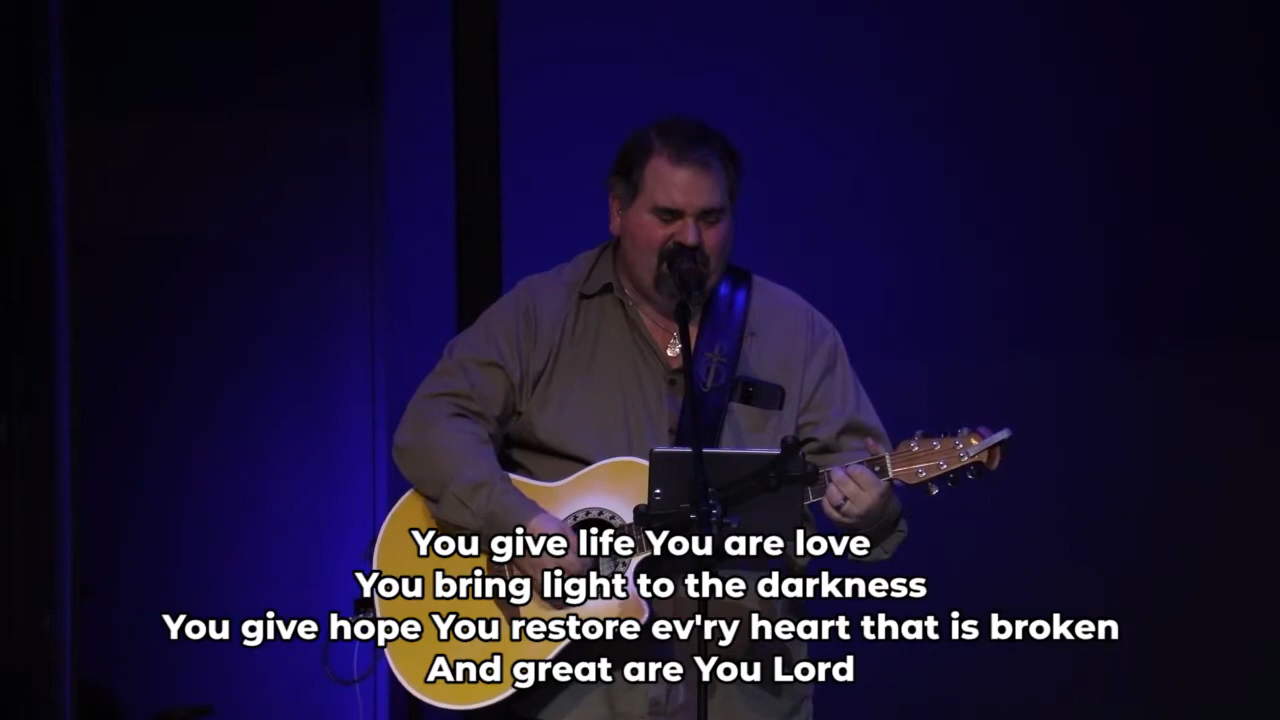 You give life You are love
You bring light to the darkness
You give hope You restore ev'ry heart that is broken
And great are You Lord